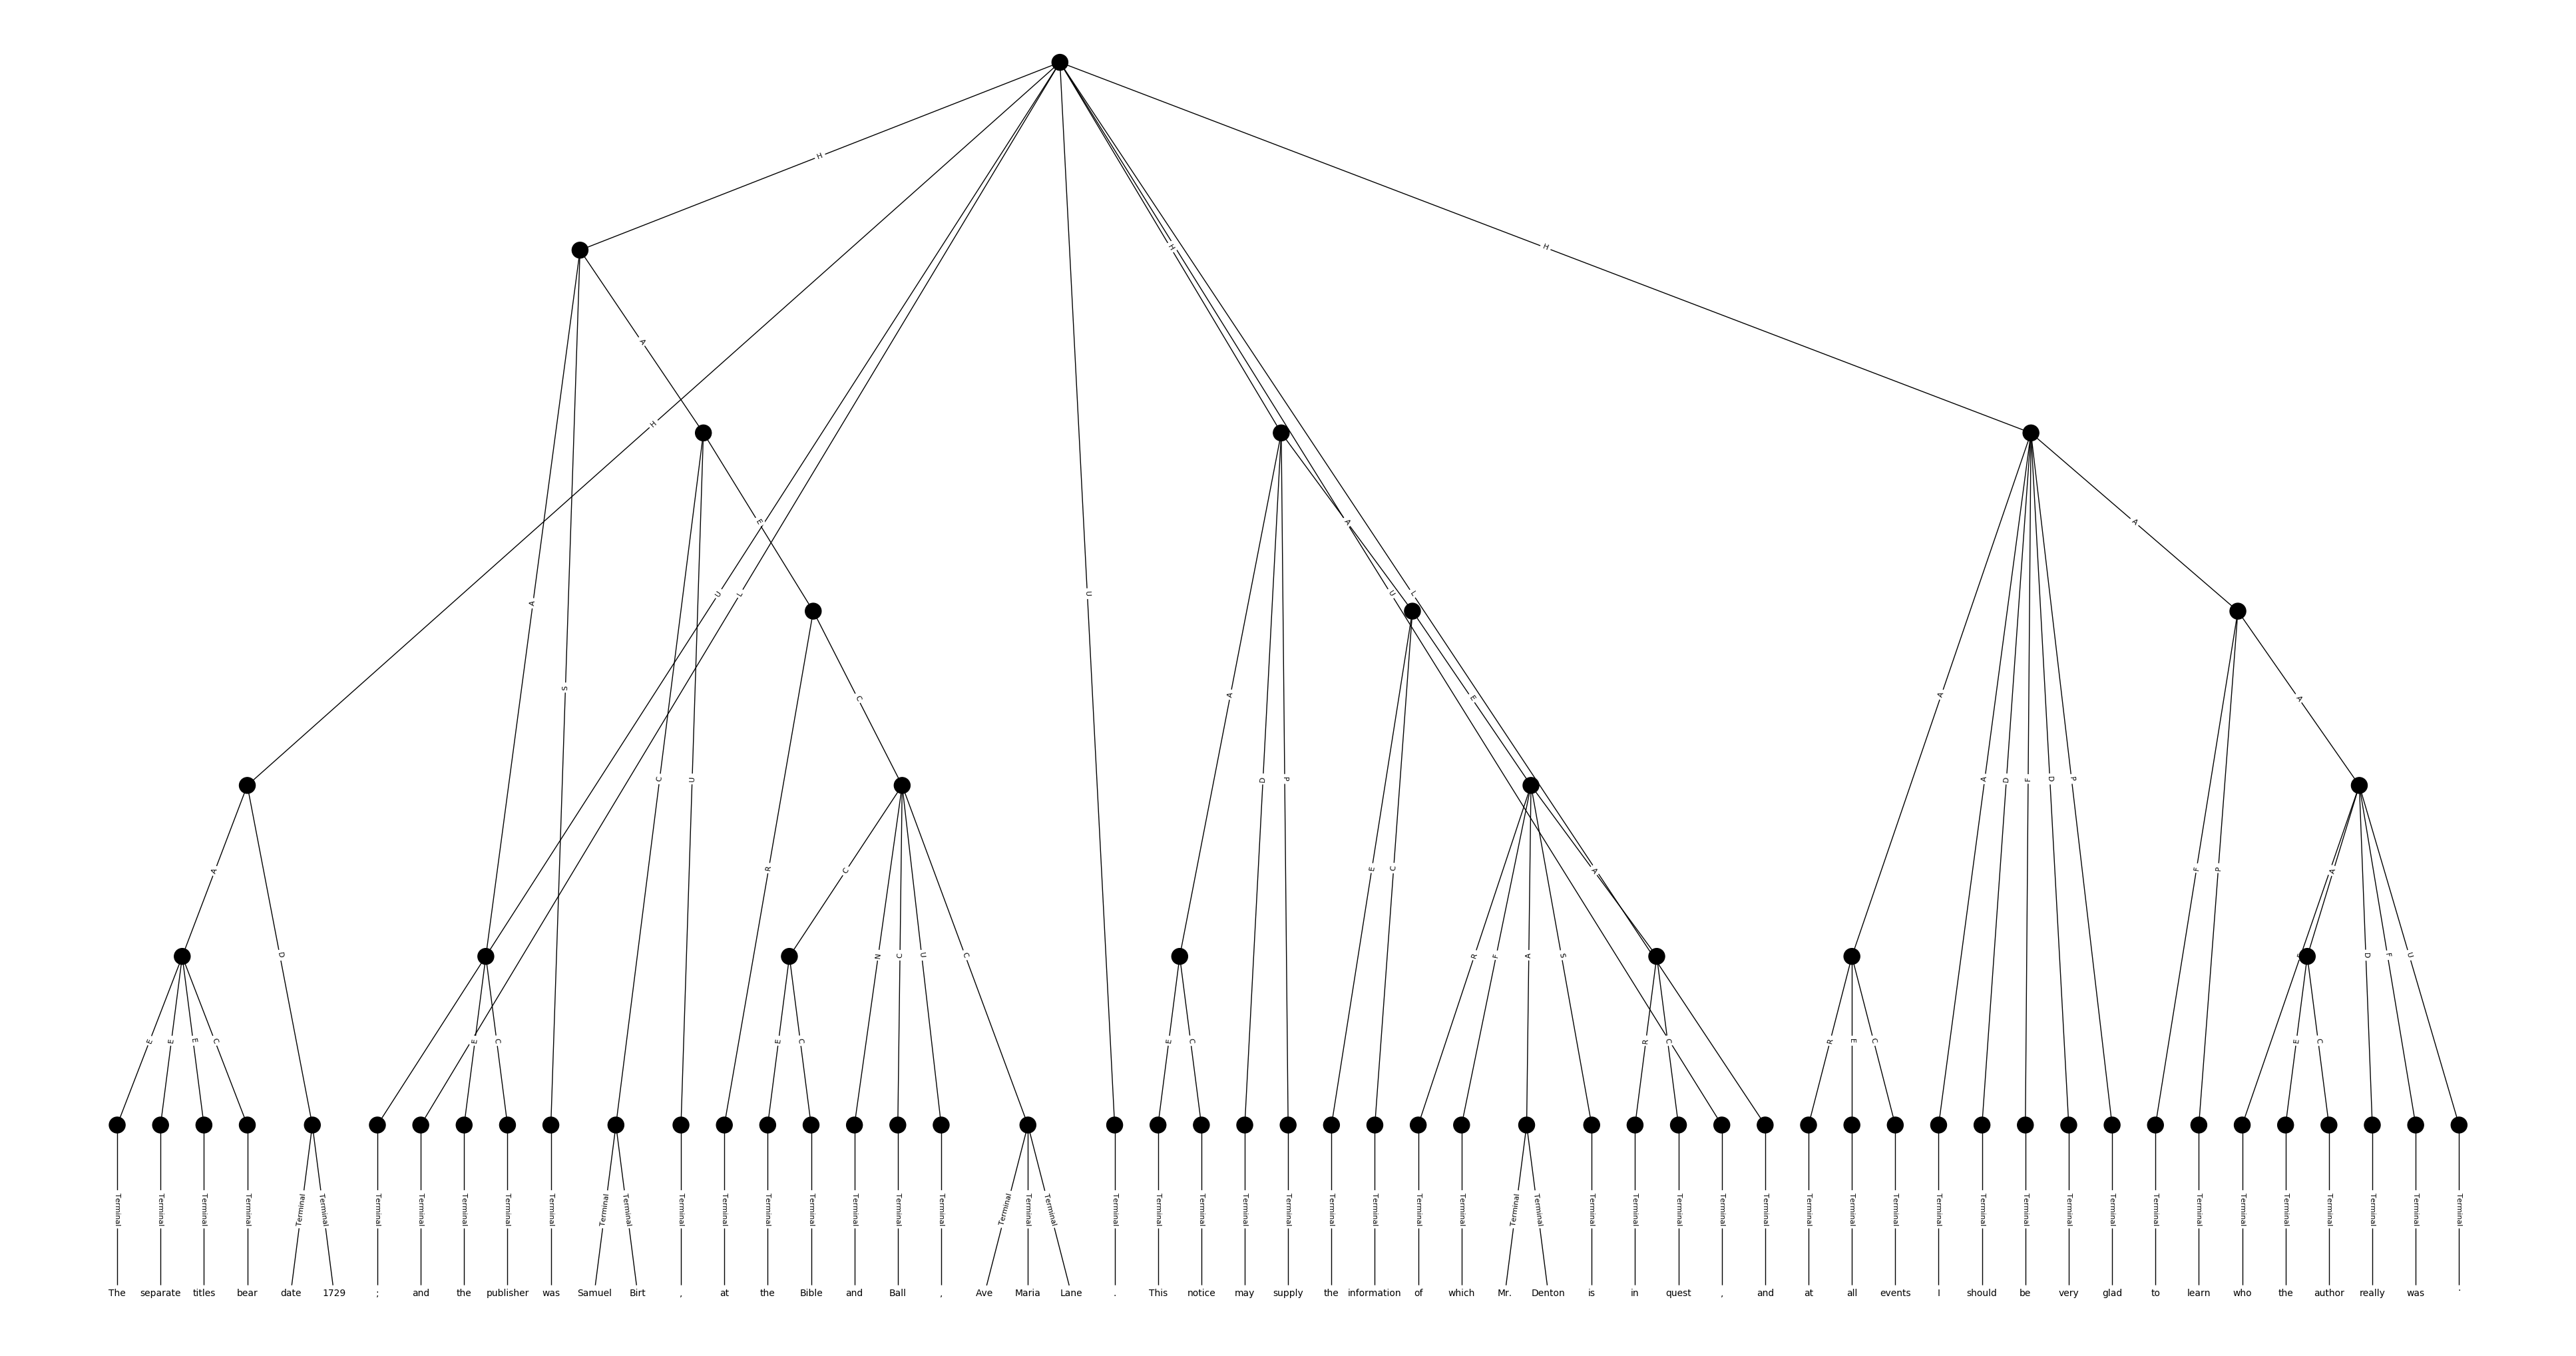 H
H H
A
H
E A A
A U L U U L
S
A C E A A
C U D P A D F D P
A R C E C A F P A
D N C U C R F A S D F U
E E E C E C E C E C R C R E C E C
Terminal Terminal Terminal Terminal Terminal Terminal Terminal Terminal Terminal Terminal Terminal Terminal Terminal Terminal Terminal Terminal Terminal Terminal Terminal Terminal Terminal Terminal Terminal Terminal Terminal Terminal Terminal Terminal Terminal Terminal Terminal Terminal Terminal Terminal Terminal Terminal Terminal Terminal Terminal Terminal Terminal Terminal Terminal Terminal Terminal Terminal Terminal Terminal Terminal Terminal Terminal Terminal Terminal Terminal Terminal
The separate titles bear date 1729 ; and the publisher was Samuel Birt , at the Bible and Ball , Ave Maria Lane . This notice may supply the information of which Mr. Denton is in quest , and at all events I should be very glad to learn who the author really was .